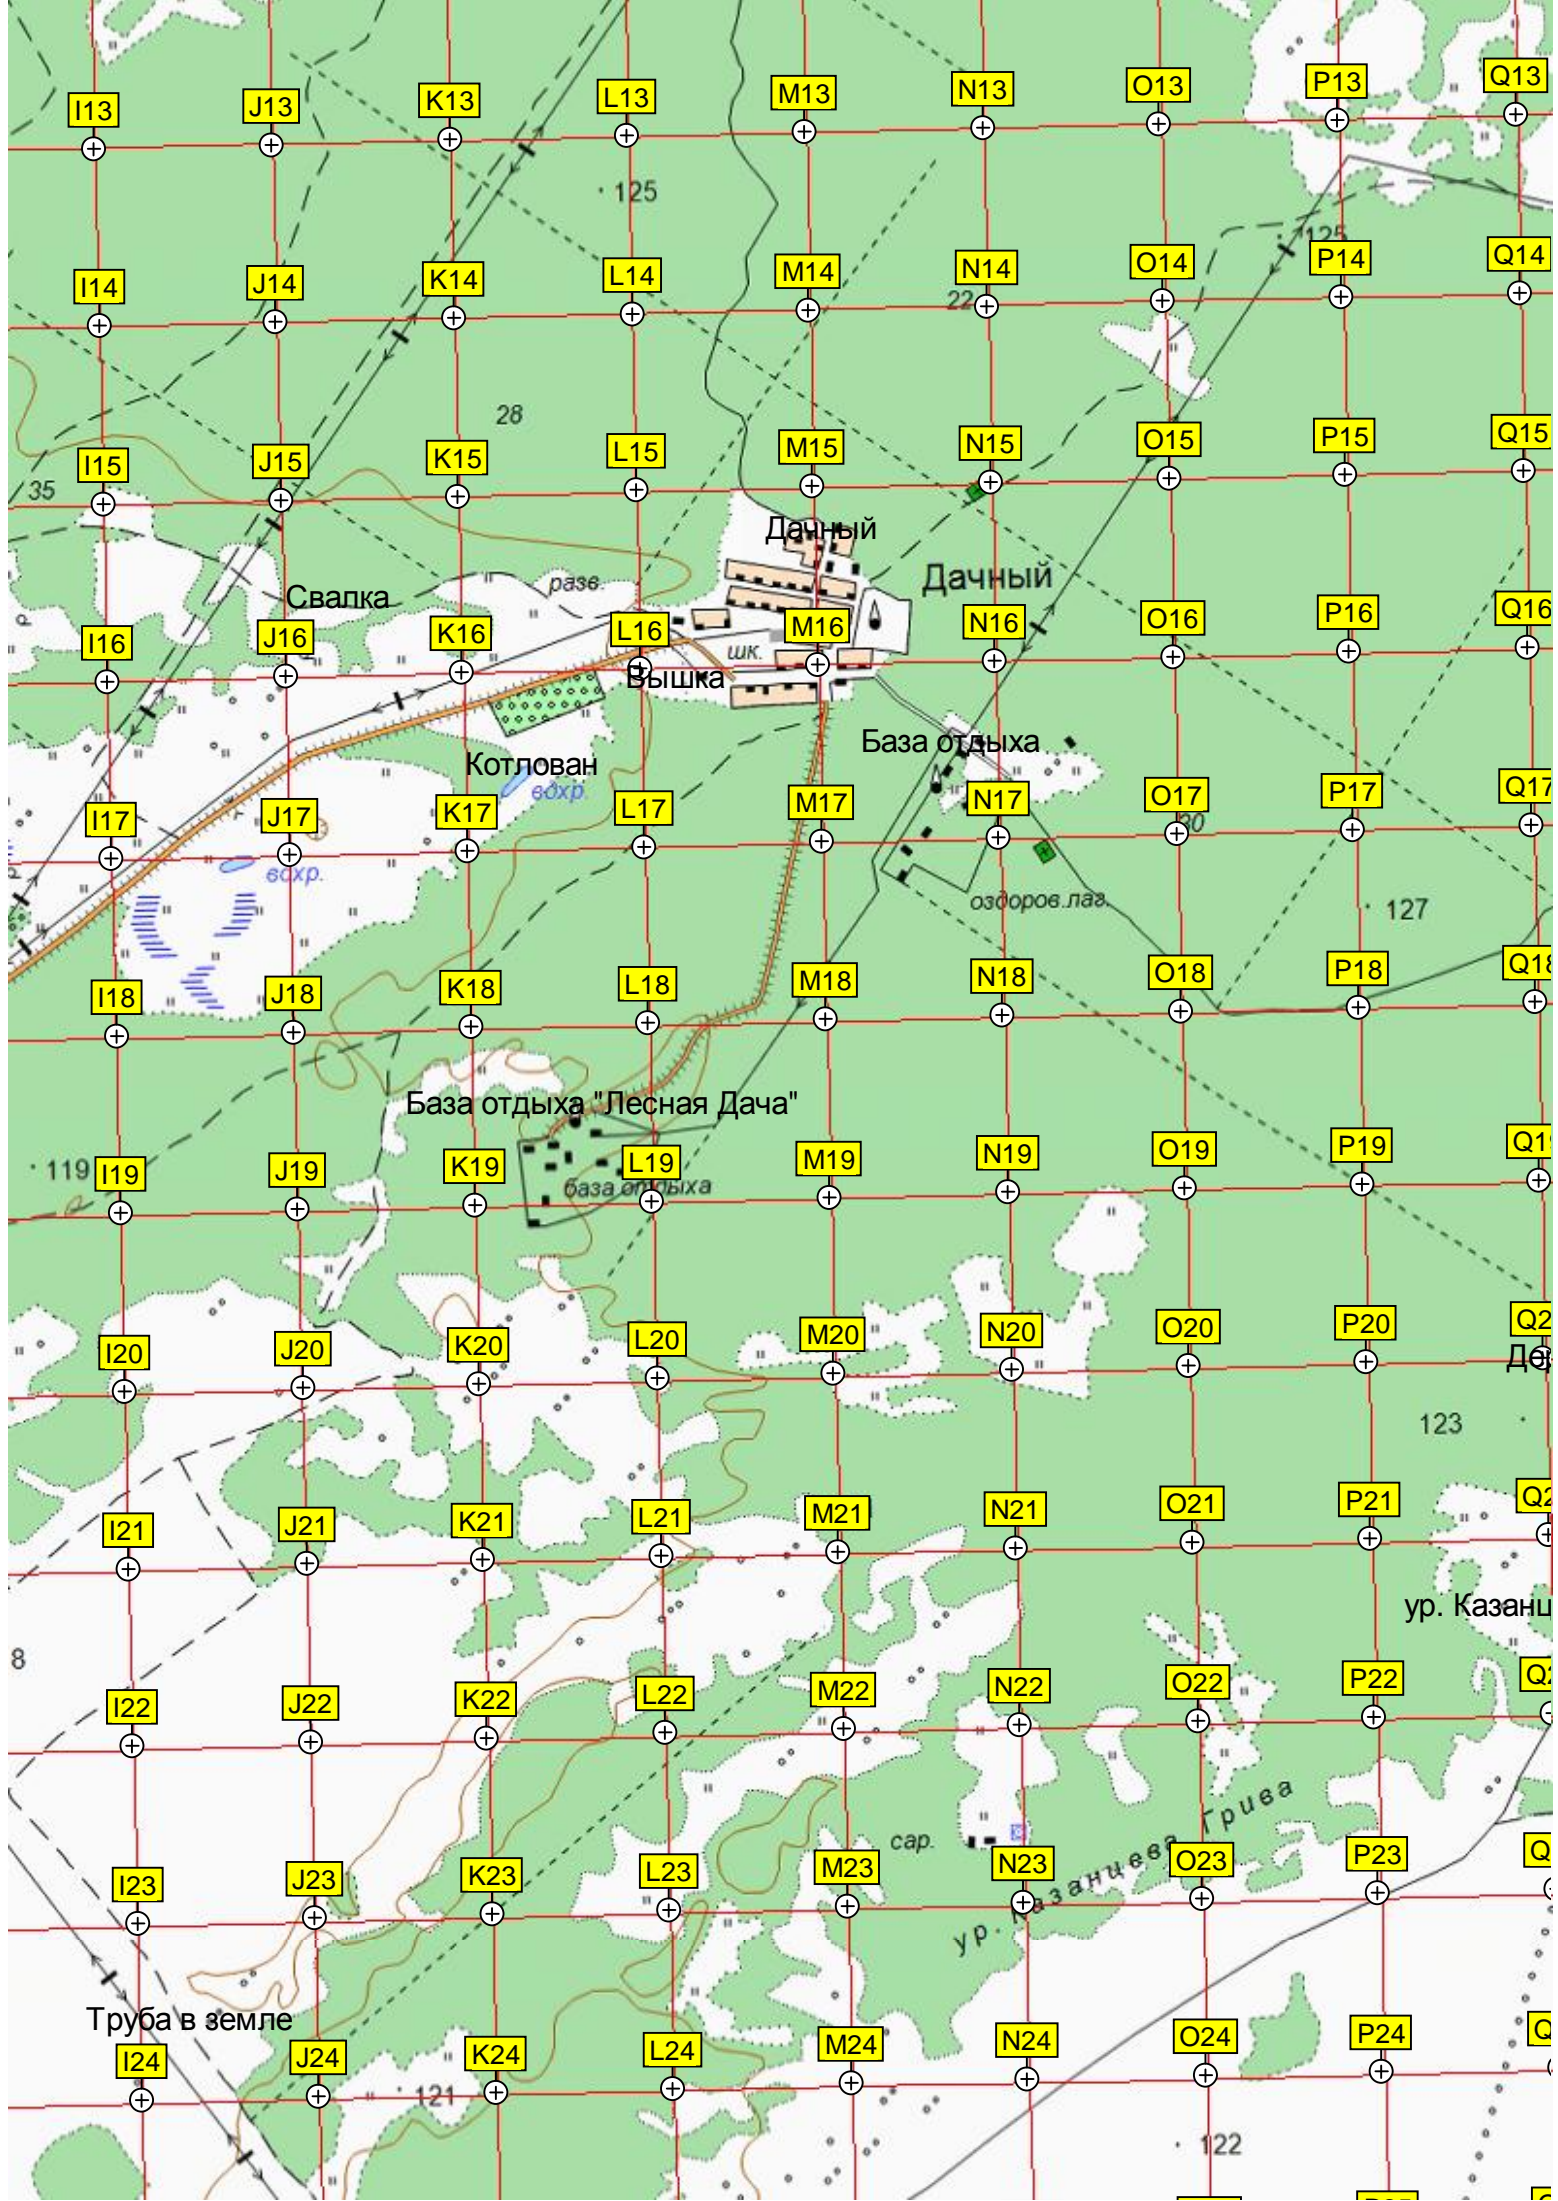 I13 J13 K13 L13 M13 N13 O13 P13 Q13
125
125
I14 J14 K14 L14 M14 N14 O14 P14 Q14
22
28
I15 J15 K15 L15 M15 N15 O15 P15 Q15
35
Дачный
Дачный
разв.
Свалка
I16 J16 K16 L16 M16 N16 O16 P16 Q16
шк.
Вышка
База отдыха
Котлован
вдхр.
I17 J17 K17 L17 M17 N17 O17 P17 Q17
20
вдхр.
оздоров.лаг.
127
I18 J18 K18 L18 M18 N18 O18 P18 Q18
База отдыха "Лесная Дача"
119
I19 J19 K19 L19 M19 N19 O19 P19 Q1
база отдыха
I20 J20 K20 L20 M20 N20 O20 P20 Q2
123
I21 J21 K21 L21 M21 N21 O21 P21 Q2
ур. Казанц
8
I22 J22 K22 L22 M22 N22 O22 P22 Q2
ур. Казанцева Грива
сар.
I23 J23 K23 L23 M23 N23 O23 P23 Q
Труба в земле
I24 J24 K24 L24 M24 N24 O24 P24 Q
121
122